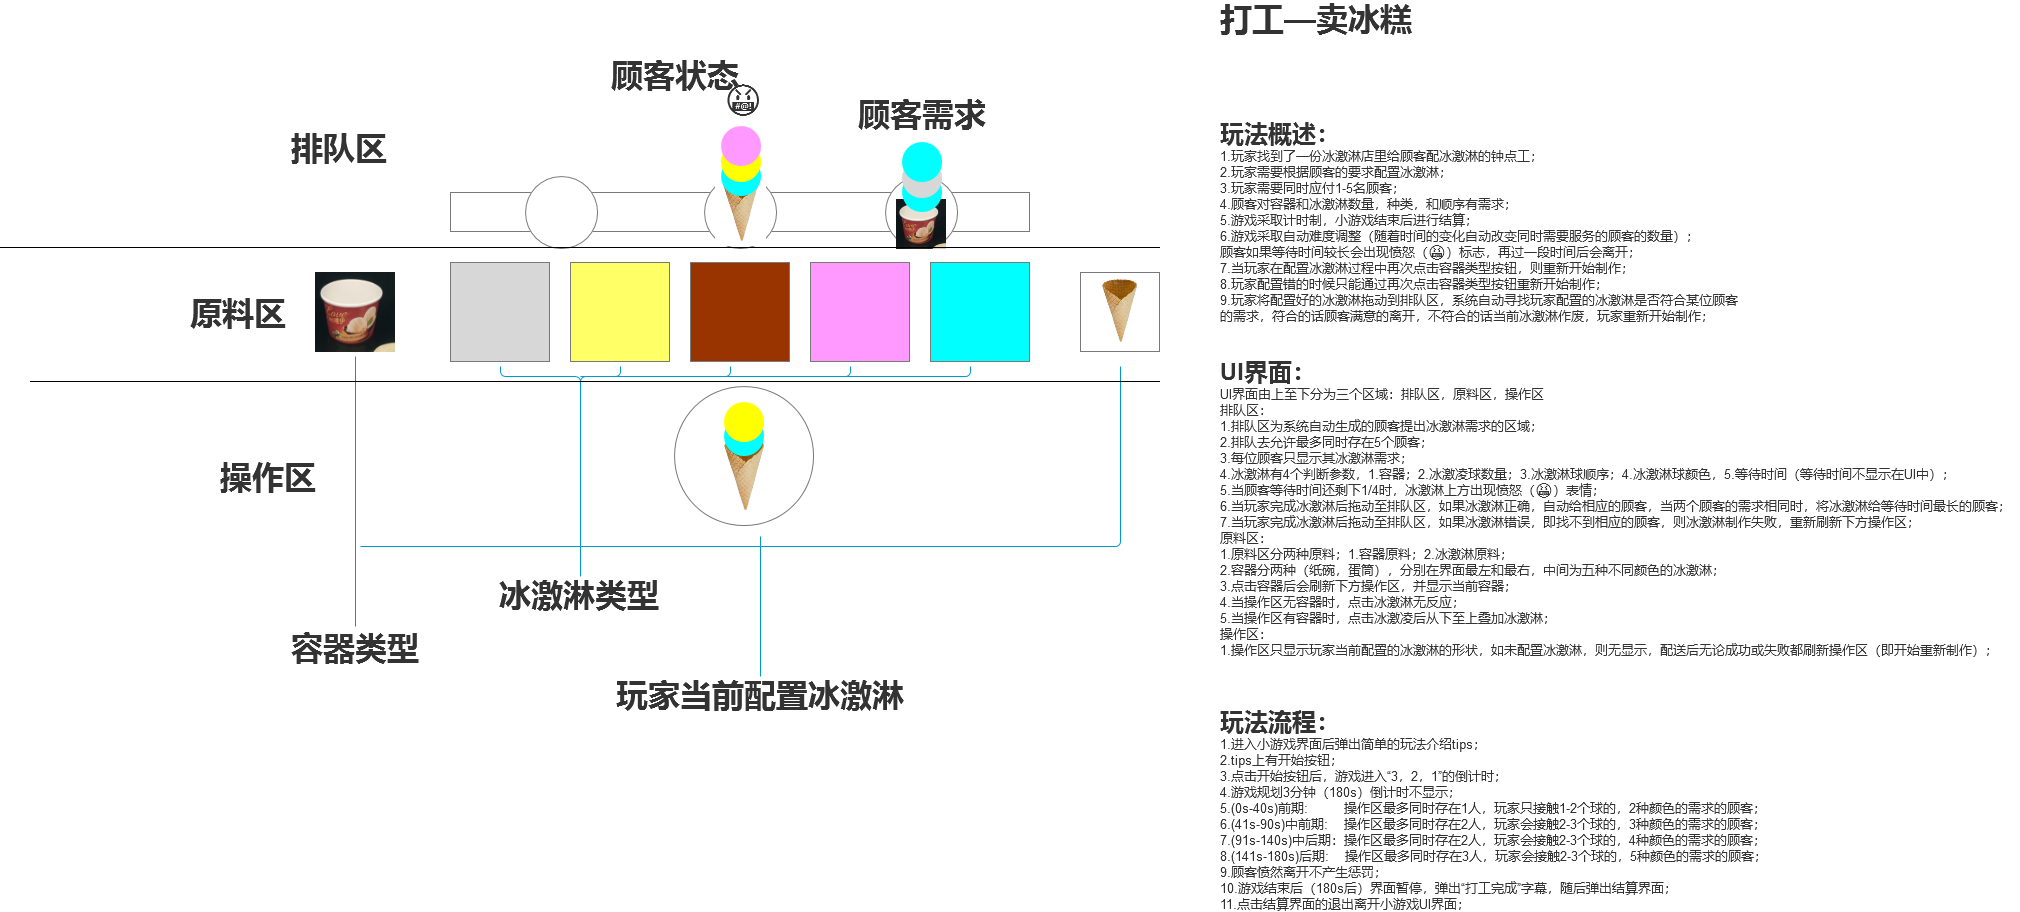 打工—卖冰糕
顾客状态
#@!
顾客需求
排队区
原料区
操作区
冰激淋类型
容器类型
玩家当前配置冰激淋
玩法概述：
1.玩家找到了一份冰激淋店里给顾客配冰激淋的钟点工；
2.玩家需要根据顾客的要求配置冰激淋；
3.玩家需要同时应付1-5名顾客；
4.顾客对容器和冰激淋数量，种类，和顺序有需求；
5.游戏采取计时制，小游戏结束后进行结算；
6.游戏采取自动难度调整（随着时间的变化自动改变同时需要服务的顾客的数量）；
顾客如果等待时间较长会出现愤怒（😫）标志，再过一段时间后会离开；
7.当玩家在配置冰激淋过程中再次点击容器类型按钮，则重新开始制作；
8.玩家配置错的时候只能通过再次点击容器类型按钮重新开始制作；
9.玩家将配置好的冰激淋拖动到排队区，系统自动寻找玩家配置的冰激淋是否符合某位顾客
的需求，符合的话顾客满意的离开，不符合的话当前冰激淋作废，玩家重新开始制作；
UI界面：
UI界面由上至下分为三个区域：排队区，原料区，操作区
排队区：
1.排队区为系统自动生成的顾客提出冰激淋需求的区域；
2.排队去允许最多同时存在5个顾客；
3.每位顾客只显示其冰激淋需求；
4.冰激淋有4个判断参数，1.容器；2.冰激凌球数量；3.冰激淋球顺序；4.冰激淋球颜色，5.等待时间（等待时间不显示在UI中）；
5.当顾客等待时间还剩下1/4时，冰激淋上方出现愤怒（😫）表情；
6.当玩家完成冰激淋后拖动至排队区，如果冰激淋正确，自动给相应的顾客，当两个顾客的需求相同时，将冰激淋给等待时间最长的顾客；
7.当玩家完成冰激淋后拖动至排队区，如果冰激淋错误，即找不到相应的顾客，则冰激淋制作失败，重新刷新下方操作区；
原料区：
1.原料区分两种原料；1.容器原料；2.冰激淋原料；
2.容器分两种（纸碗，蛋筒），分别在界面最左和最右，中间为五种不同颜色的冰激淋；
3.点击容器后会刷新下方操作区，并显示当前容器；
4.当操作区无容器时，点击冰激淋无反应；
5.当操作区有容器时，点击冰激凌后从下至上叠加冰激淋；
操作区：
1.操作区只显示玩家当前配置的冰激淋的形状，如未配置冰激淋，则无显示，配送后无论成功或失败都刷新操作区（即开始重新制作）；
玩法流程：
1.进入小游戏界面后弹出简单的玩法介绍tips；
2.tips上有开始按钮；
3.点击开始按钮后，游戏进入“3，2，1”的倒计时；
4.游戏规划3分钟（180s）倒计时不显示；
5.(0s-40s)前期:   操作区最多同时存在1人，玩家只接触1-2个球的，2种颜色的需求的顾客；
6.(41s-90s)中前期:  操作区最多同时存在2人，玩家会接触2-3个球的，3种颜色的需求的顾客；
7.(91s-140s)中后期：操作区最多同时存在2人，玩家会接触2-3个球的，4种颜色的需求的顾客；
8.(141s-180s)后期:  操作区最多同时存在3人，玩家会接触2-3个球的，5种颜色的需求的顾客；
9.顾客愤然离开不产生惩罚；
10.游戏结束后（180s后）界面暂停，弹出“打工完成”字幕，随后弹出结算界面；
11.点击结算界面的退出离开小游戏UI界面；